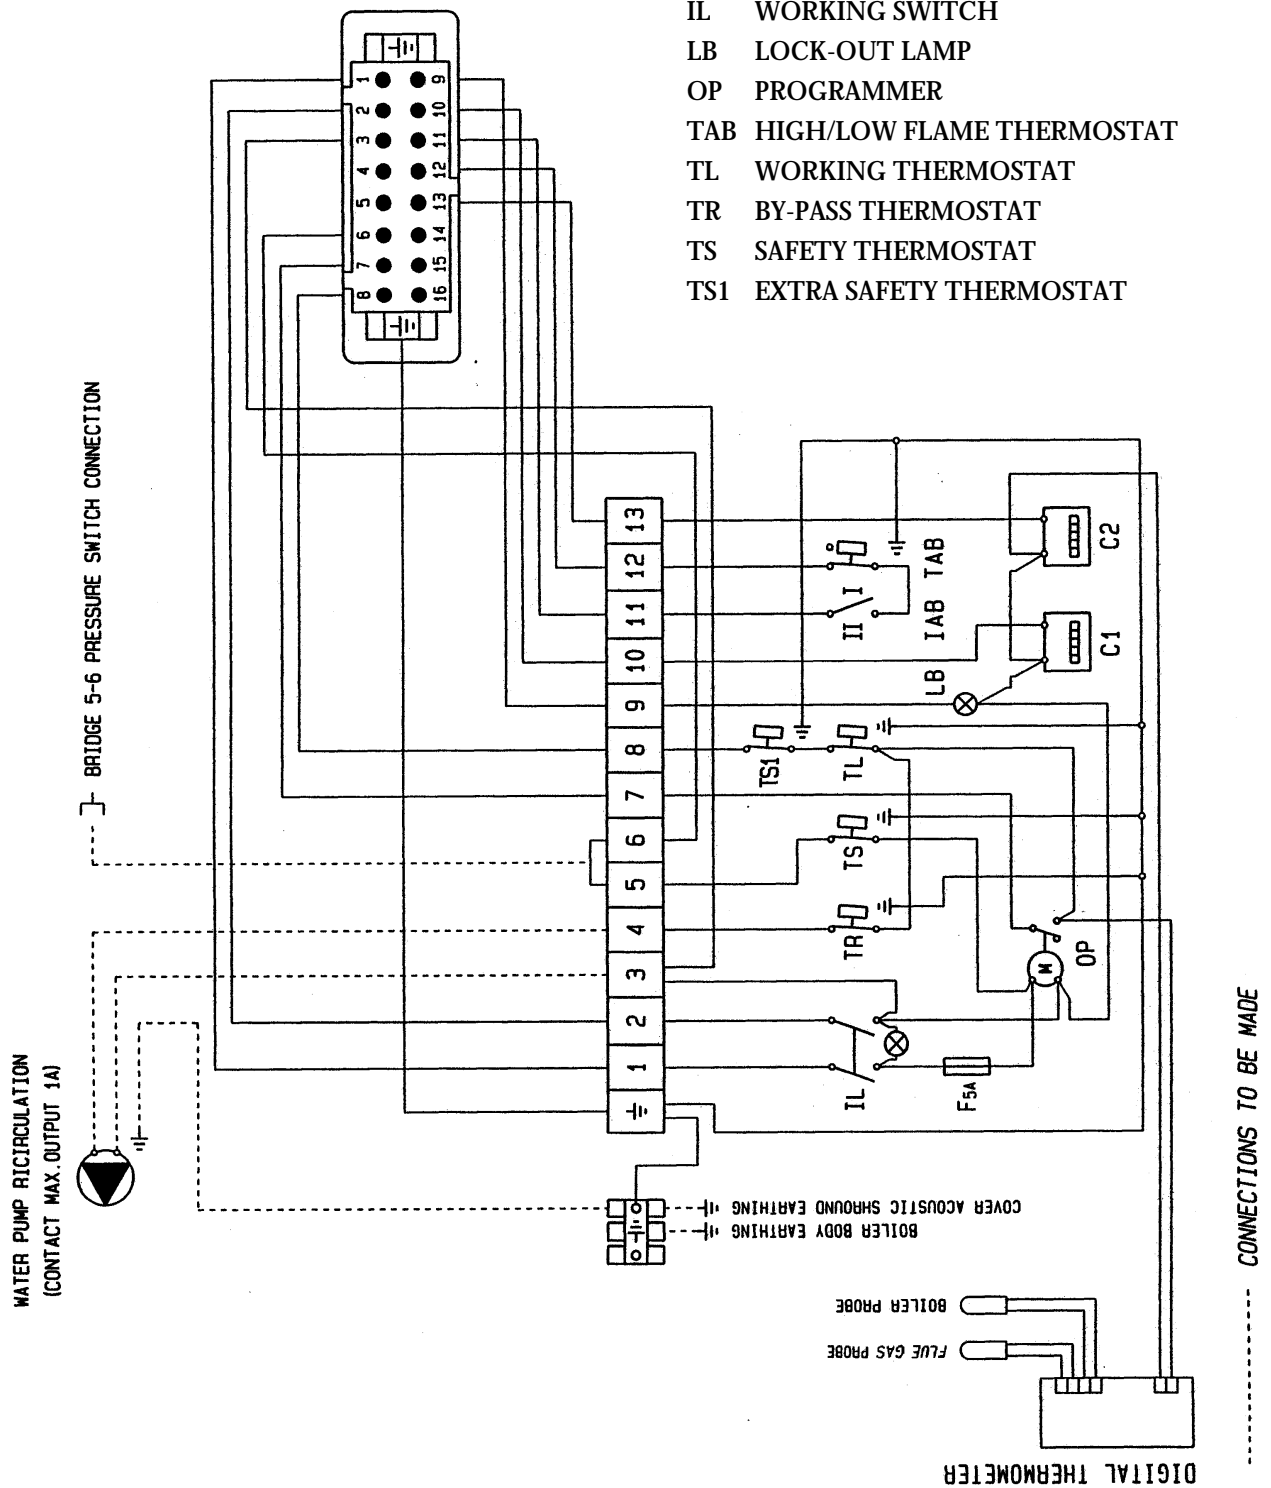 IL WORKING SWITCH
LB LOCK-OUT LAMP
OP PROGRAMMER
TAB HIGH/LOW FLAME THERMOSTAT
TL WORKING THERMOSTAT
TR BY-PASS THERMOSTAT
TS SAFETY THERMOSTAT
TS1 EXTRA SAFETY THERMOSTAT
1 9
2 10
3 11
4 12
5 13
6 14
7 15
8 16
BRIDGE 5-6 PRESSURE SWITCH CONNECTION
WATER PUMP RICIRCULATION
(CONTACT MAX.OUTPUT 1A)
13
12
11
10
9
8
7
6
5
4
3
2
1
C2
TAB
I
II
IAB
C1
LB
TS1
TL
TS
TR
OP
M
IL
F5A
COVER ACOUSTIC SHROUND EARTHING
BOILER BODY EARTHING
BOILER PROBE
FLUE GAS PROBE
DIGITAL THERMOMETER
CONNECTIONS TO BE MADE